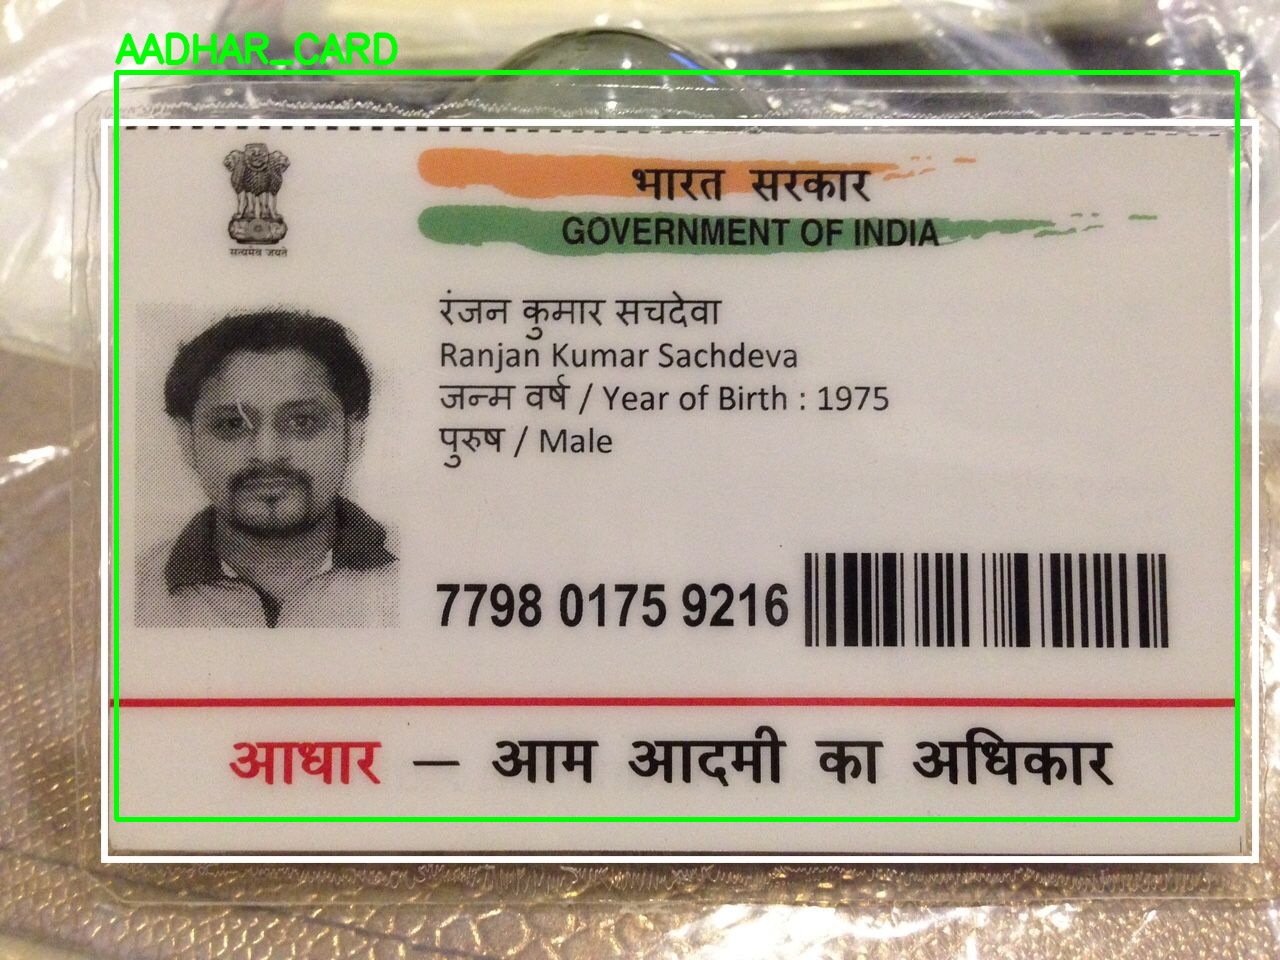 AADHAR_CARD
भारत सरकार
GOVERNMENT OF INDIA
सत्यमेव जयते
रंजन कुमार सचदेवा
Ranjan Kumar Sachdeva
जन्म वर्ष / Year of Birth : 1975
पुरुष / Male
7798 0175 9216
आधार — आम आदमी का अधिकार